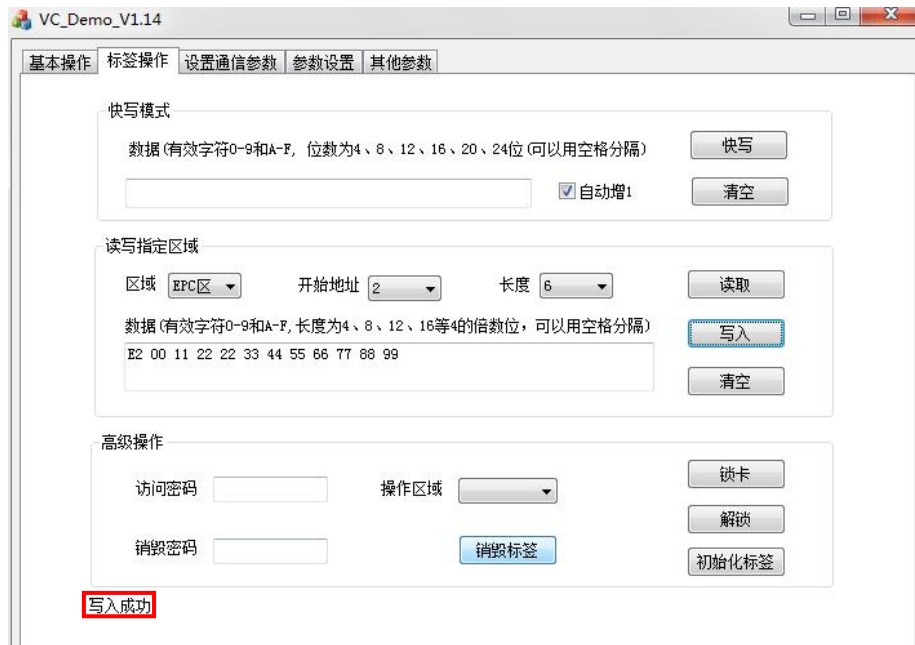 VC_Demo_V1.14
基本操作 标签操作 设置通信参数 参数设置 其他参数
快写模式
数据(有效字符0-9和A-F, 位数为4、8、12、16、20、24位(可以用空格分隔) 快写
自动增1 清空
读写指定区域
区域 EPC区 开始地址 2 长度 6 读取
数据(有效字符0-9和A-F,长度为4、8、12、16等4的倍数位，可以用空格分隔) 写入
E2 00 11 22 22 33 44 55 66 77 88 99
清空
高级操作
访问密码 操作区域 锁卡
解锁
销毁密码 销毁标签 初始化标签
写入成功